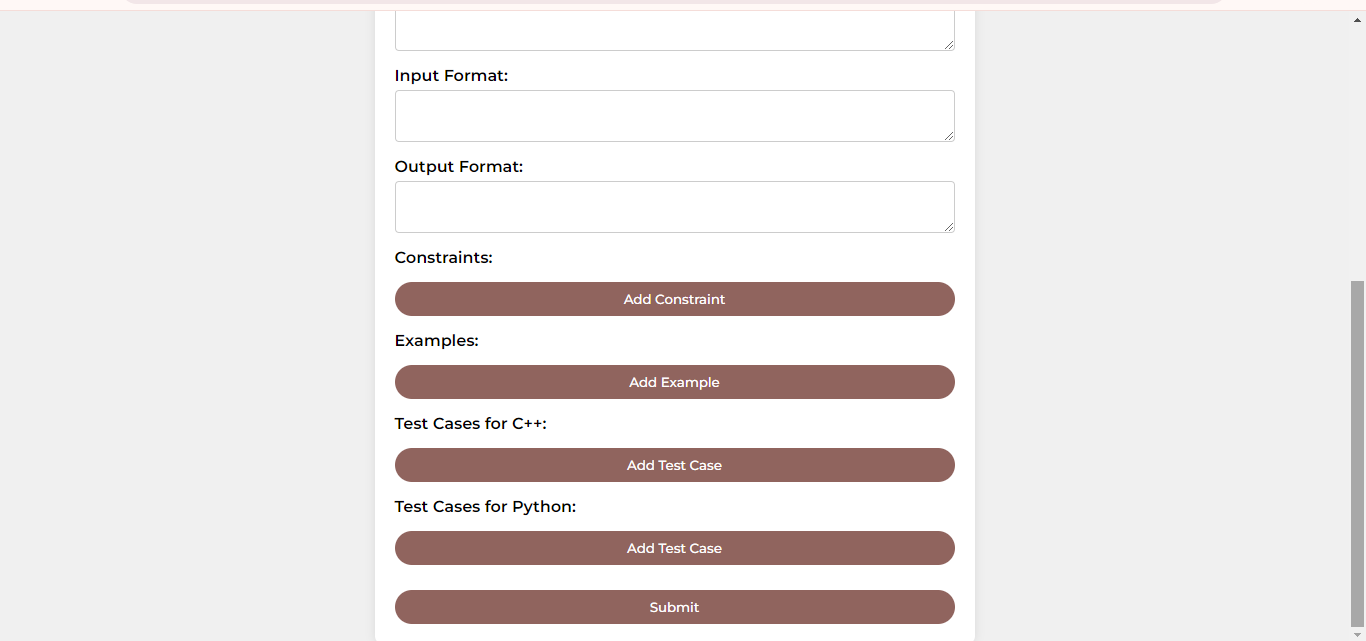 Input Format:
Output Format:
Constraints:
Add Constraint
Examples:
Add Example
Test Cases for C++:
Add Test Case
Test Cases for Python:
Add Test Case
Submit